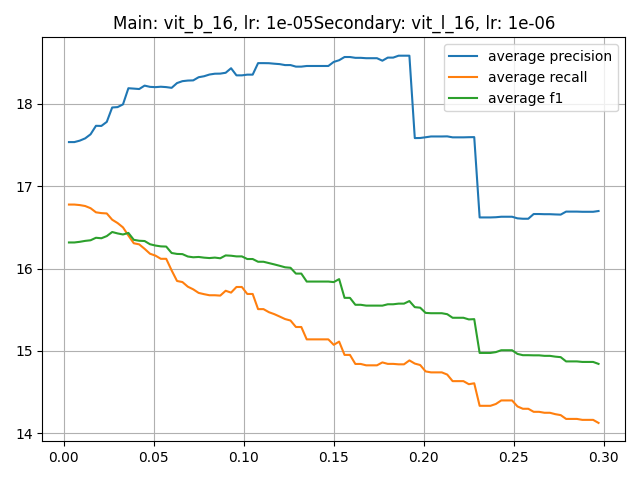 Main: vit_b_16, lr: 1e-05Secondary: vit_l_16, lr: 1e-06
average precision
average recall
average f1
18
17
16
15
14
0.00 0.05 0.10 0.15 0.20 0.25 0.30